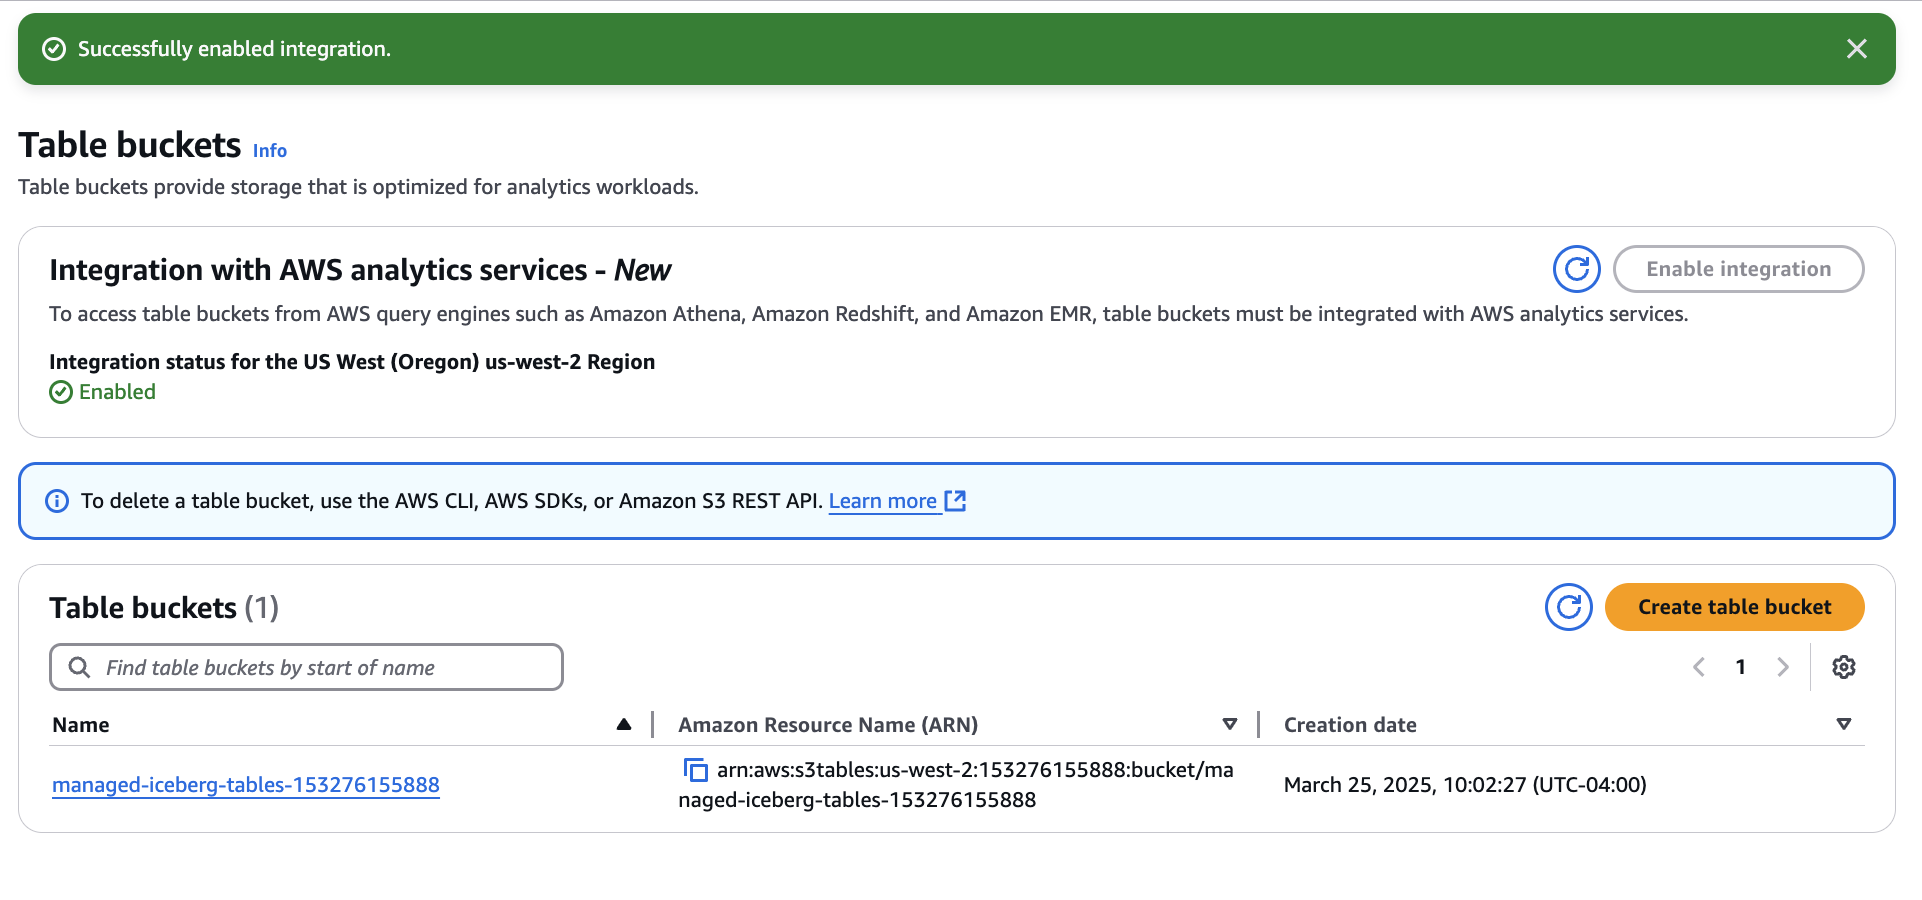 Successfully enabled integration.
Table buckets Info
Table buckets provide storage that is optimized for analytics workloads.
Integration with AWS analytics services - New
Enable integration
To access table buckets from AWS query engines such as Amazon Athena, Amazon Redshift, and Amazon EMR, table buckets must be integrated with AWS analytics services.
Integration status for the US West (Oregon) us-west-2 Region
Enabled
To delete a table bucket, use the AWS CLI, AWS SDKs, or Amazon S3 REST API. Learn more
Table buckets (1)
Create table bucket
Find table buckets by start of name
1
Name
Amazon Resource Name (ARN)
Creation date
managed-iceberg-tables-153276155888
arn:aws:s3tables:us-west-2:153276155888:bucket/ma
naged-iceberg-tables-153276155888
March 25, 2025, 10:02:27 (UTC-04:00)